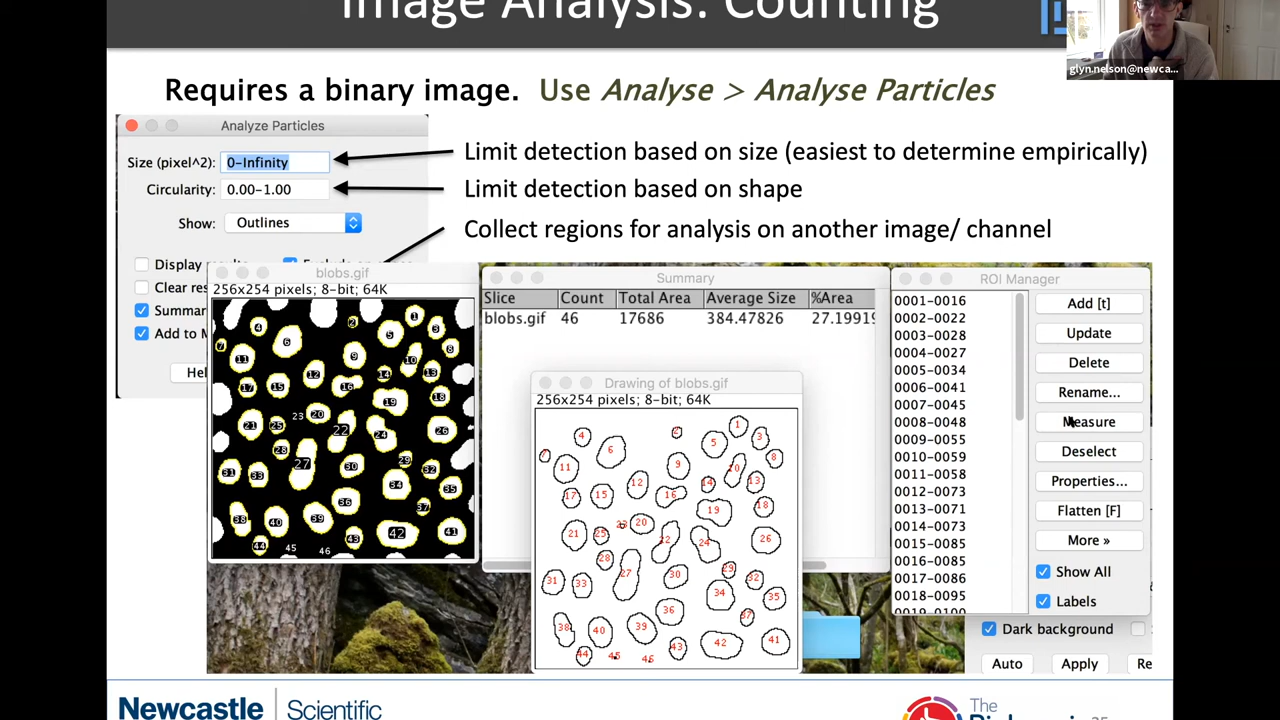 Image Analysis: Counting
glyn.nelson@newca...
Requires a binary image. Use Analyse > Analyse Particles
Analyze Particles
Size (pixel^2): 0-Infinity
Circularity: 0.00-1.00
Show: Outlines
Display
Clear res
Summar
Add to M
Hel
Limit detection based on size (easiest to determine empirically)
Limit detection based on shape
Collect regions for analysis on another image/ channel
blobs.gif
256x254 pixels; 8-bit; 64K
Summary
Slice Count Total Area Average Size %Area
blobs.gif 46 17686 384.47826 27.19919
Drawing of blobs.gif
256x254 pixels; 8-bit; 64K
ROI Manager
0001-0016
0002-0022
0003-0028
0004-0027
0005-0034
0006-0041
0007-0045
0008-0048
0009-0055
0010-0059
0011-0058
0012-0073
0013-0071
0014-0073
0015-0085
0016-0085
0017-0086
0018-0095
0019-0100
Add [t]
Update
Delete
Rename...
Measure
Deselect
Properties...
Flatten [F]
More »
Show All
Labels
Dark background
Auto Apply Re
Newcastle
Scientific
The
25